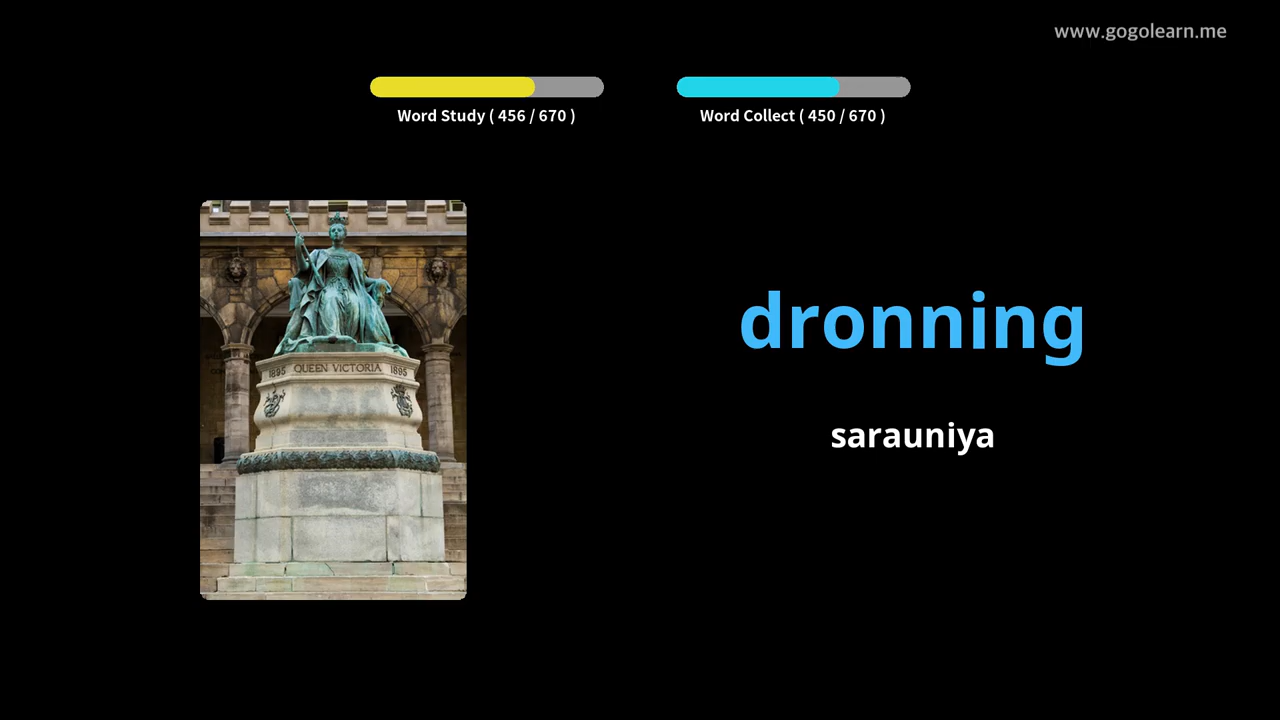 www.gogolearn.me
Word Study ( 456 / 670 )
Word Collect ( 450 / 670 )
1895 QUEEN VICTORIA 1895
dronning
sarauniya